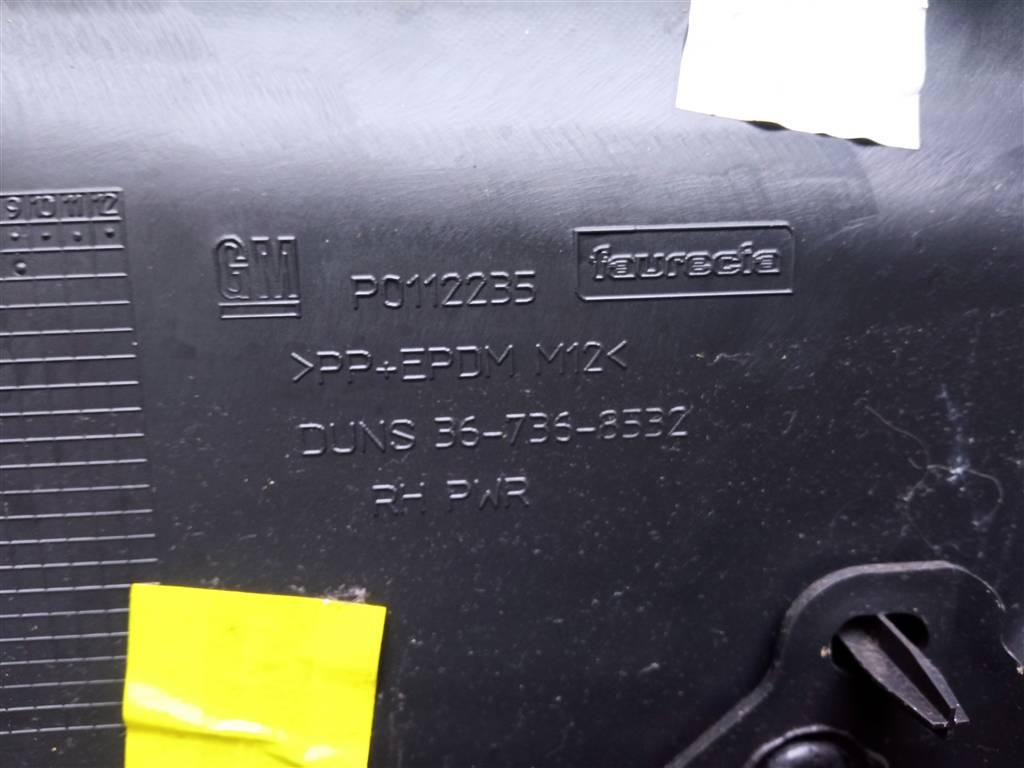 9 10 11 12
GM P0112235 faurecia
>PP+EPDM M12<
DUNS 36-736-8532
RH PWR